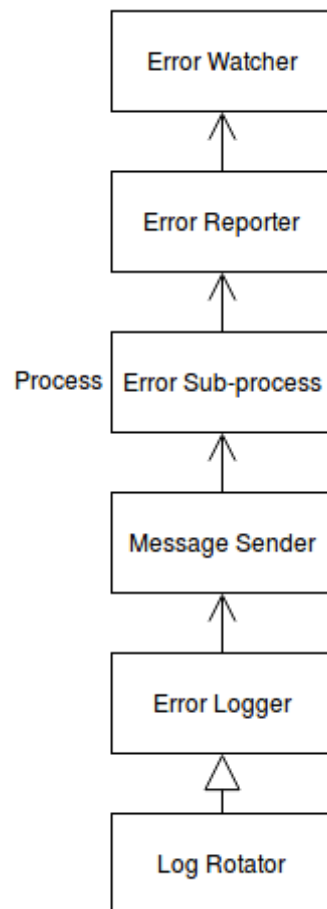 Error Watcher
Error Reporter
Process Error Sub-process
Message Sender
Error Logger
Log Rotator